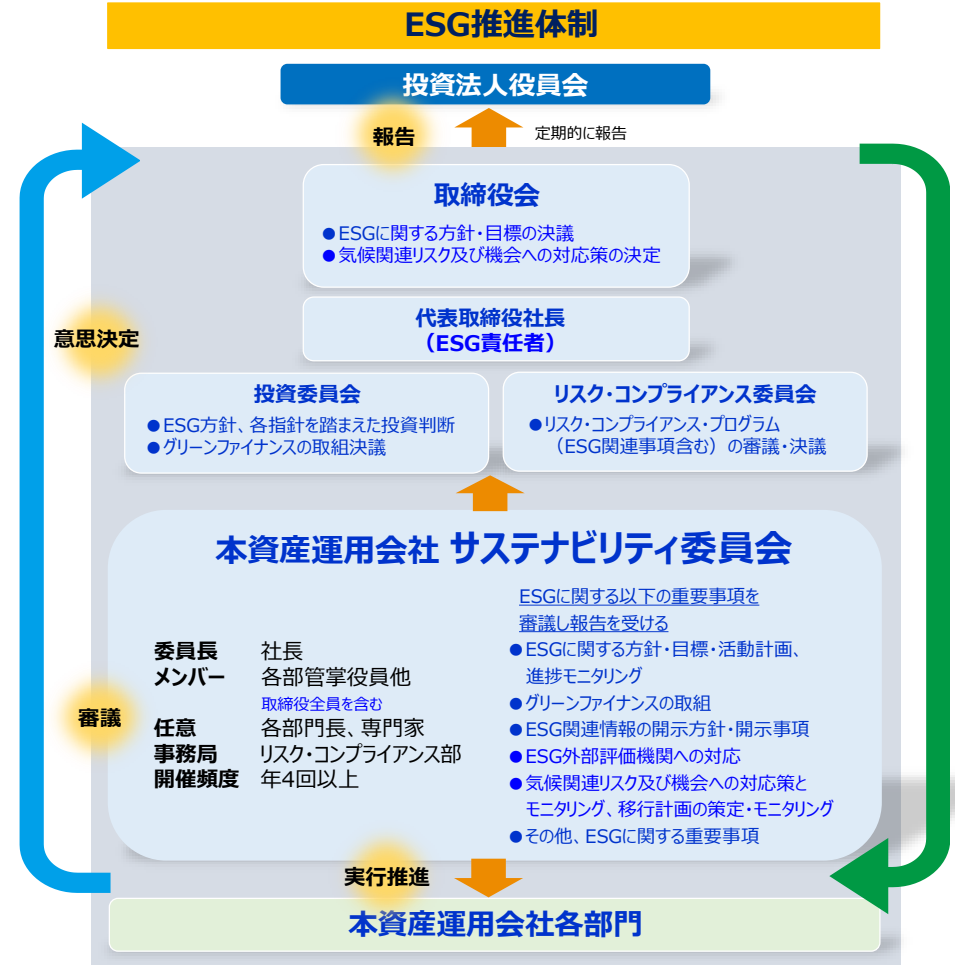 ESG推進体制
投資法人役員会
報告
定期的に報告
取締役会
●ESGに関する方針・目標の決議
●気候関連リスク及び機会への対応策の決定
意思決定
代表取締役社長
（ESG責任者）
投資委員会
●ESG方針、各指針を踏まえた投資判断
●グリーンファイナンスの取組決議
リスク・コンプライアンス委員会
●リスク・コンプライアンス・プログラム
（ESG関連事項含む）の審議・決議
本資産運用会社 サステナビリティ委員会
審議
委員長 社長
メンバー 各部管掌役員他
取締役全員を含む
任意 各部門長、専門家
事務局 リスク・コンプライアンス部
開催頻度 年4回以上
ESGに関する以下の重要事項を
審議し報告を受ける
●ESGに関する方針・目標・活動計画、
進捗モニタリング
●グリーンファイナンスの取組
●ESG関連情報の開示方針・開示事項
●ESG外部評価機関への対応
●気候関連リスク及び機会への対応策と
モニタリング、移行計画の策定・モニタリング
●その他、ESGに関する重要事項
実行推進
本資産運用会社各部門